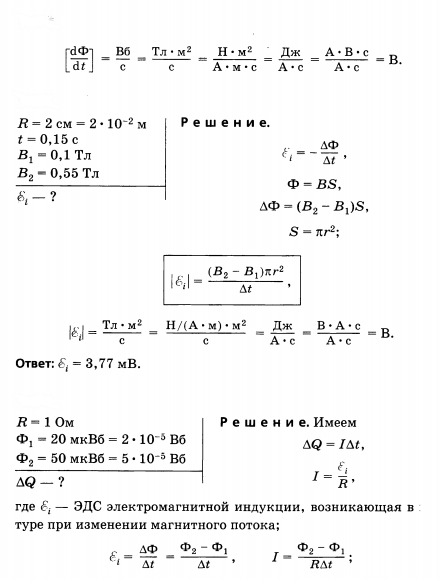 [dΦ/dt] = Вб/с = Тл · м²/с = Н · м²/А · м · с = Дж/А · с = А · В · с/А · с = В.
R = 2 см = 2 · 10⁻² м
t = 0,15 с
B₁ = 0,1 Тл
B₂ = 0,55 Тл
ℰᵢ — ?
Решение.
ℰᵢ = −ΔΦ/Δt,
Φ = BS,
ΔΦ = (B₂ − B₁)S,
S = πr²;
|ℰᵢ| = (B₂ − B₁)πr²/Δt,
|ℰᵢ| = Тл · м²/с = Н/(А · м) · м²/с = Дж/А · с = В · А · с/А · с = В.
Ответ: ℰᵢ = 3,77 мВ.
R = 1 Ом
Φ₁ = 20 мкВб = 2 · 10⁻⁵ Вб
Φ₂ = 50 мкВб = 5 · 10⁻⁵ Вб
ΔQ — ?
Решение. Имеем
ΔQ = IΔt,
I = ℰᵢ/R,
где ℰᵢ — ЭДС электромагнитной индукции, возникающая в
туре при изменении магнитного потока;
ℰᵢ = ΔΦ/Δt = Φ₂ − Φ₁/Δt, I = Φ₂ − Φ₁/RΔt;